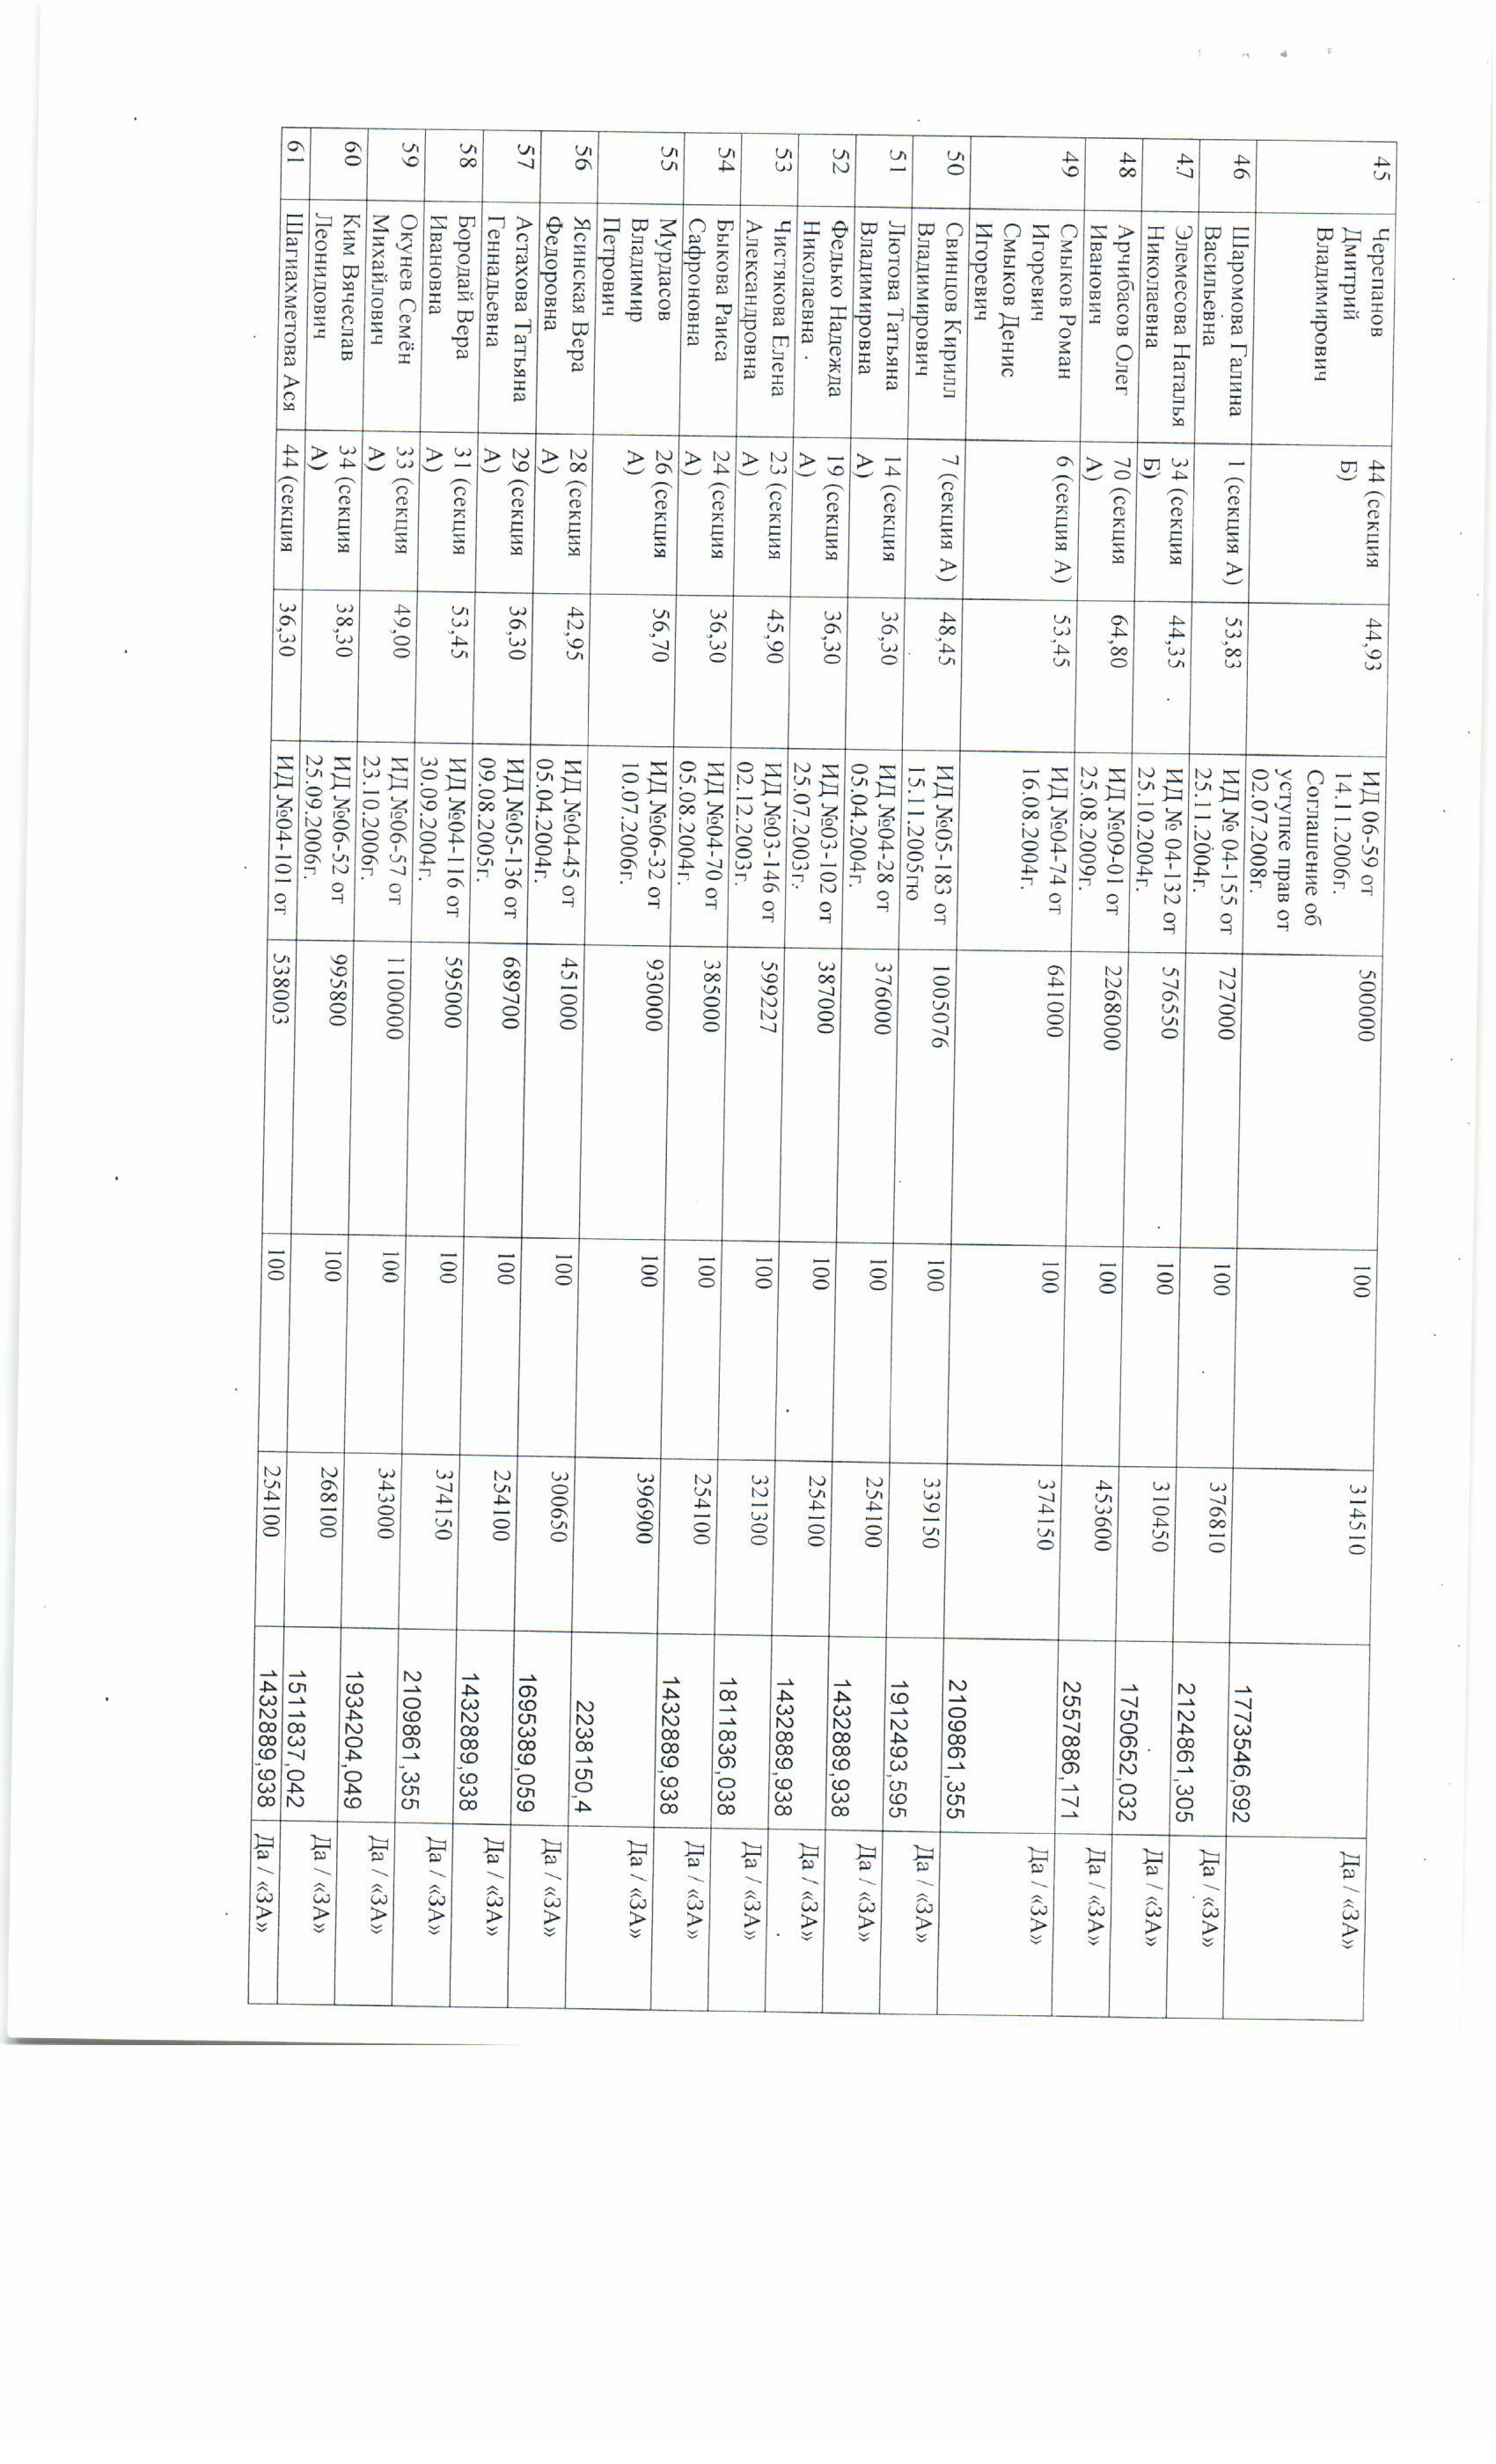 45 Черепанов 44 (секция 44,93 ИД 06-59 от 500000 100 314510 Да / «ЗА»
Дмитрий Б) 14.11.2006г.
Владимирович Соглашение об
уступке прав от
02.07.2008г. 1773546,692
46 Шаромова Галина 1 (секция А) 53,83 ИД № 04-155 от 727000 100 376810 Да / «ЗА»
Васильевна 25.11.2004г. 2124861,305
47 Элемесова Наталья 34 (секция 44,35 ИД № 04-132 от 576550 100 310450 Да / «ЗА»
Николаевна Б) 25.10.2004г. 1750652,032
48 Арчибасов Олег 70 (секция 64,80 ИД №09-01 от 2268000 100 453600 Да / «ЗА»
Иванович А) 25.08.2009г. 2557886,171
49 Смыков Роман 6 (секция А) 53,45 ИД №04-74 от 641000 100 374150 Да / «ЗА»
Игоревич 16.08.2004г.
Смыков Денис
Игоревич 2109861,355
50 Свинцов Кирилл 7 (секция А) 48,45 ИД №05-183 от 1005076 100 339150 Да / «ЗА»
Владимирович 15.11.2005гю 1912493,595
51 Лютова Татьяна 14 (секция 36,30 ИД №04-28 от 376000 100 254100 Да / «ЗА»
Владимировна А) 05.04.2004г. 1432889,938
52 Федько Надежда 19 (секция 36,30 ИД №03-102 от 387000 100 254100 Да / «ЗА»
Николаевна А) 25.07.2003г. 1432889,938
53 Чистякова Елена 23 (секция 45,90 ИД №03-146 от 599227 100 321300 Да / «ЗА»
Александровна А) 02.12.2003г. 1811836,038
54 Быкова Раиса 24 (секция 36,30 ИД №04-70 от 385000 100 254100 Да / «ЗА»
Сафроновна А) 05.08.2004г. 1432889,938
55 Мурдасов 26 (секция 56,70 ИД №06-32 от 930000 100 396900 Да / «ЗА»
Владимир А) 10.07.2006г.
Петрович 2238150,4
56 Ясинская Вера 28 (секция 42,95 ИД №04-45 от 451000 100 300650 Да / «ЗА»
Федоровна А) 05.04.2004г. 1695389,059
57 Астахова Татьяна 29 (секция 36,30 ИД №05-136 от 689700 100 254100 Да / «ЗА»
Геннадьевна А) 09.08.2005г. 1432889,938
58 Бородай Вера 31 (секция 53,45 ИД №04-116 от 595000 100 374150 Да / «ЗА»
Ивановна А) 30.09.2004г. 2109861,355
59 Окунев Семён 33 (секция 49,00 ИД №06-57 от 1100000 100 343000 Да / «ЗА»
Михайлович А) 23.10.2006г. 1934204,049
60 Ким Вячеслав 34 (секция 38,30 ИД №06-52 от 995800 100 268100 Да / «ЗА»
Леонидович А) 25.09.2006г. 1511837,042
61 Шагиахметова Ася 44 (секция 36,30 ИД №04-101 от 538003 100 254100 1432889,938 Да / «ЗА»